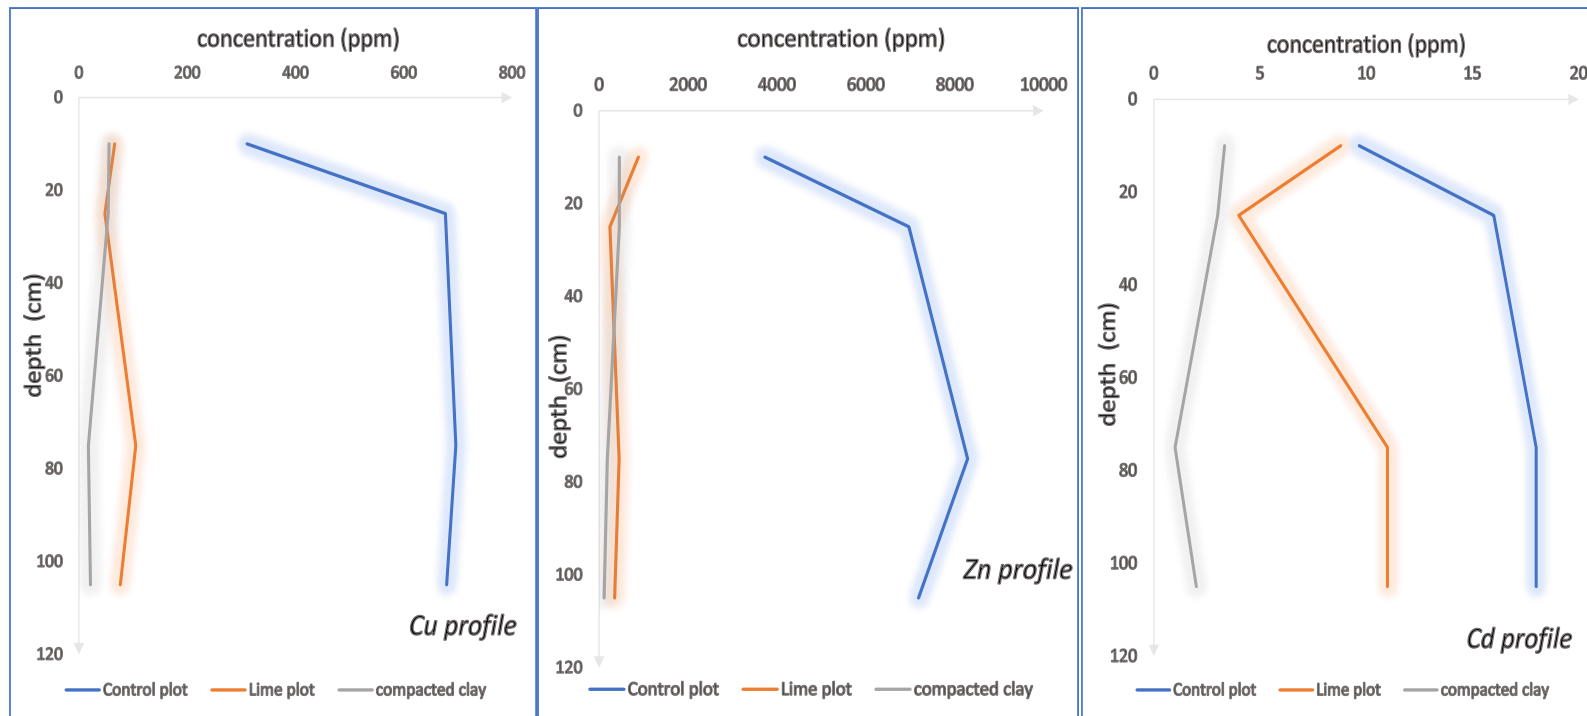 concentration (ppm)
0 200 400 600 800
0
20
40
60
80
100
120
depth (cm)
Cu profile
Control plot Lime plot compacted clay
concentration (ppm)
0 2000 4000 6000 8000 10000
0
20
40
60
80
100
120
depth (cm)
Zn profile
Control plot Lime plot compacted clay
concentration (ppm)
0 5 10 15 20
0
20
40
60
80
100
120
depth (cm)
Cd profile
Control plot Lime plot compacted clay